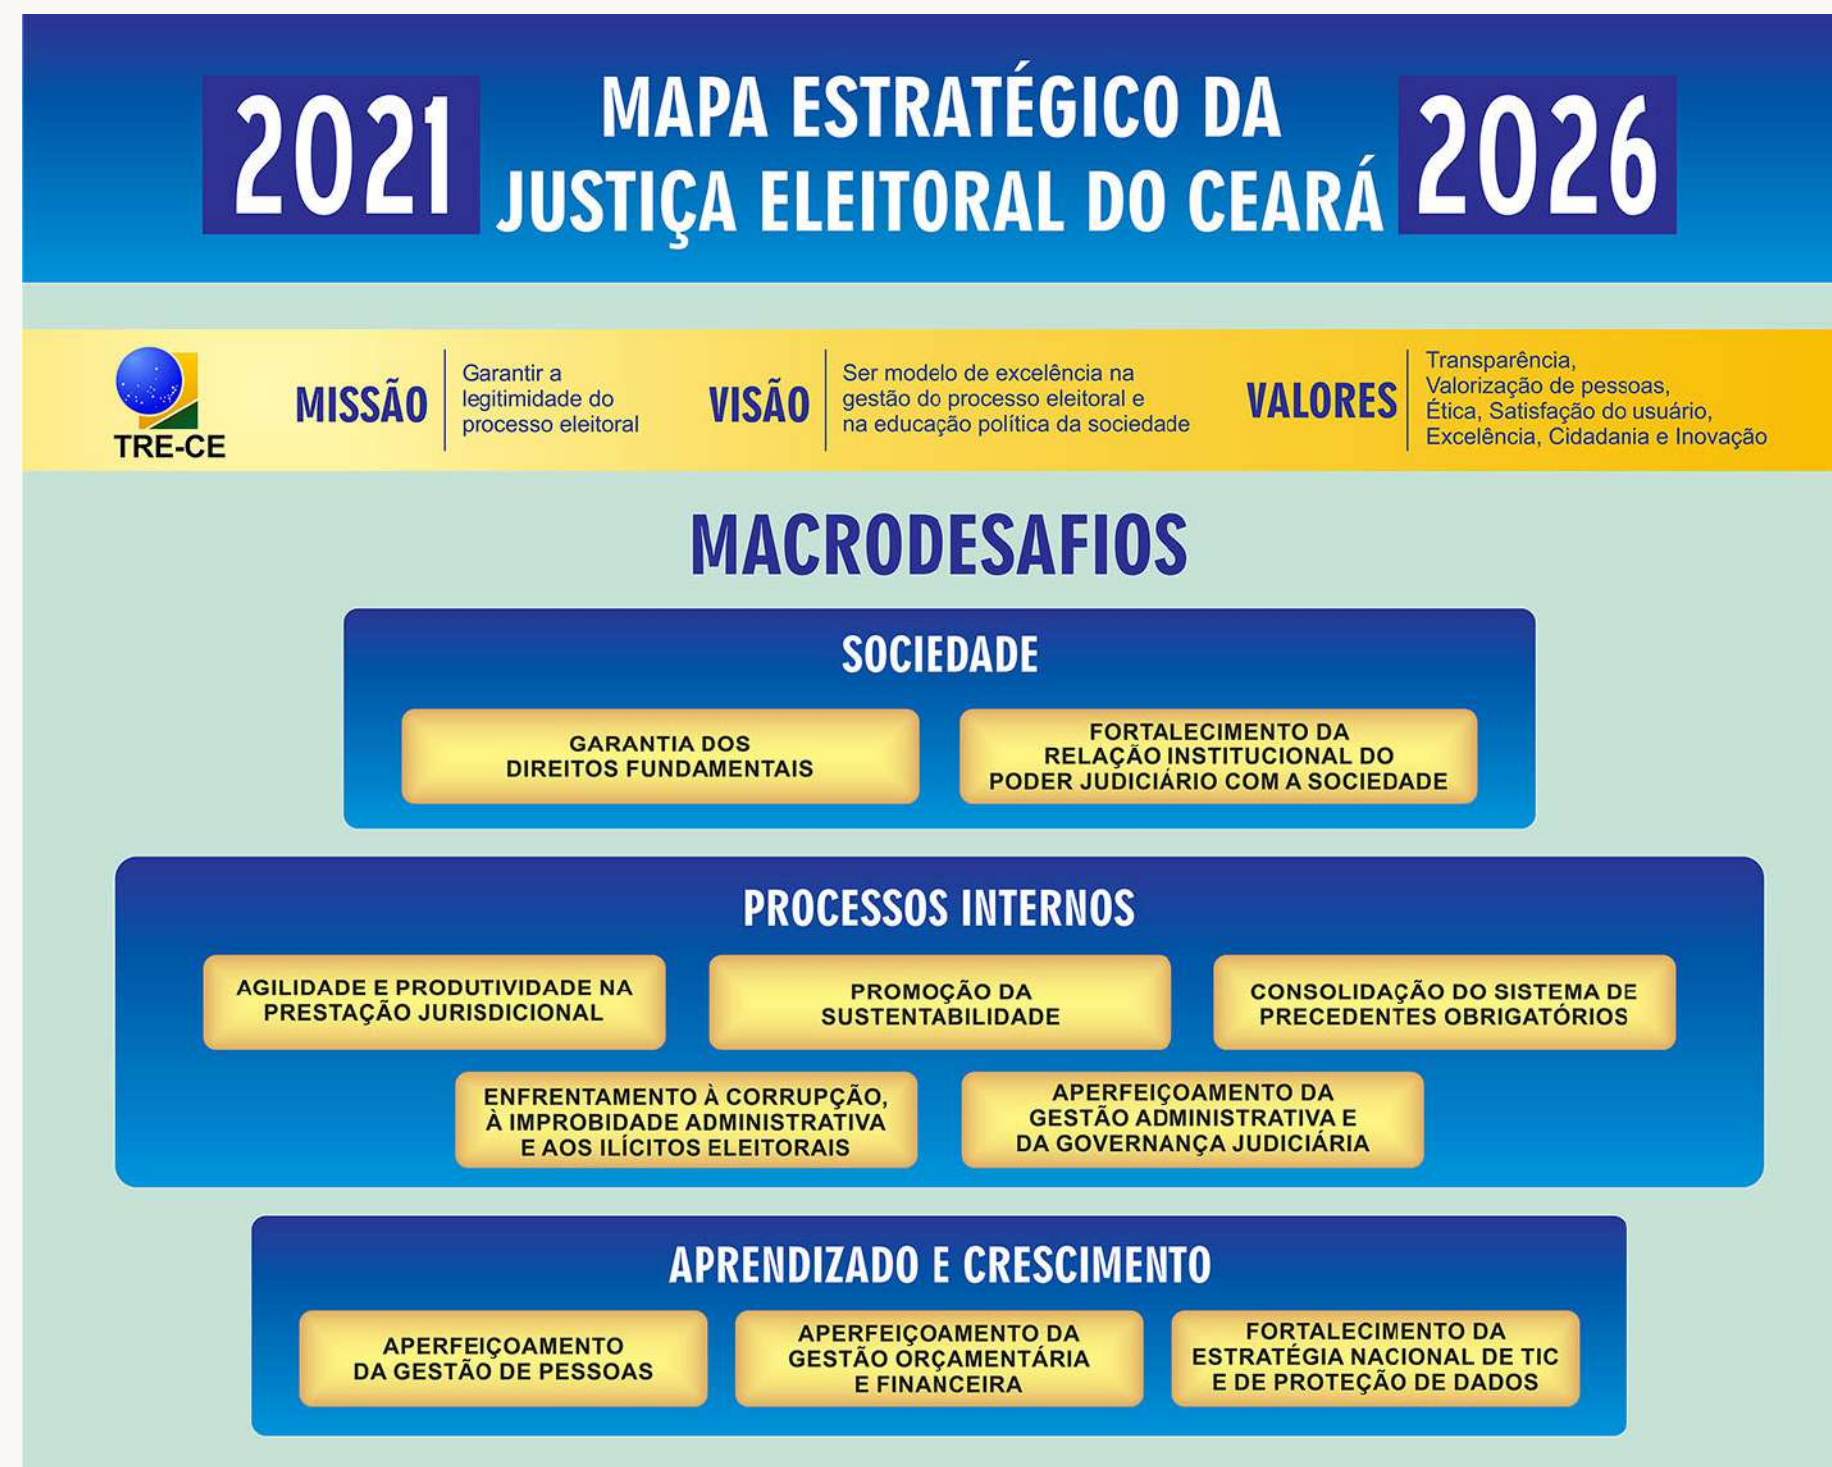 2021
MAPA ESTRATÉGICO DA
JUSTIÇA ELEITORAL DO CEARÁ
2026
TRE-CE
MISSÃO
Garantir a
legitimidade do
processo eleitoral
VISÃO
Ser modelo de excelência na
gestão do processo eleitoral e
na educação política da sociedade
VALORES
Transparência,
Valorização de pessoas,
Ética, Satisfação do usuário,
Excelência, Cidadania e Inovação
MACRODESAFIOS
SOCIEDADE
GARANTIA DOS
DIREITOS FUNDAMENTAIS
FORTALECIMENTO DA
RELAÇÃO INSTITUCIONAL DO
PODER JUDICIÁRIO COM A SOCIEDADE
PROCESSOS INTERNOS
AGILIDADE E PRODUTIVIDADE NA
PRESTAÇÃO JURISDICIONAL
PROMOÇÃO DA
SUSTENTABILIDADE
CONSOLIDAÇÃO DO SISTEMA DE
PRECEDENTES OBRIGATÓRIOS
ENFRENTAMENTO À CORRUPÇÃO,
À IMPROBIDADE ADMINISTRATIVA
E AOS ILÍCITOS ELEITORAIS
APERFEIÇOAMENTO DA
GESTÃO ADMINISTRATIVA E
DA GOVERNANÇA JUDICIÁRIA
APRENDIZADO E CRESCIMENTO
APERFEIÇOAMENTO
DA GESTÃO DE PESSOAS
APERFEIÇOAMENTO DA
GESTÃO ORÇAMENTÁRIA
E FINANCEIRA
FORTALECIMENTO DA
ESTRATÉGIA NACIONAL DE TIC
E DE PROTEÇÃO DE DADOS